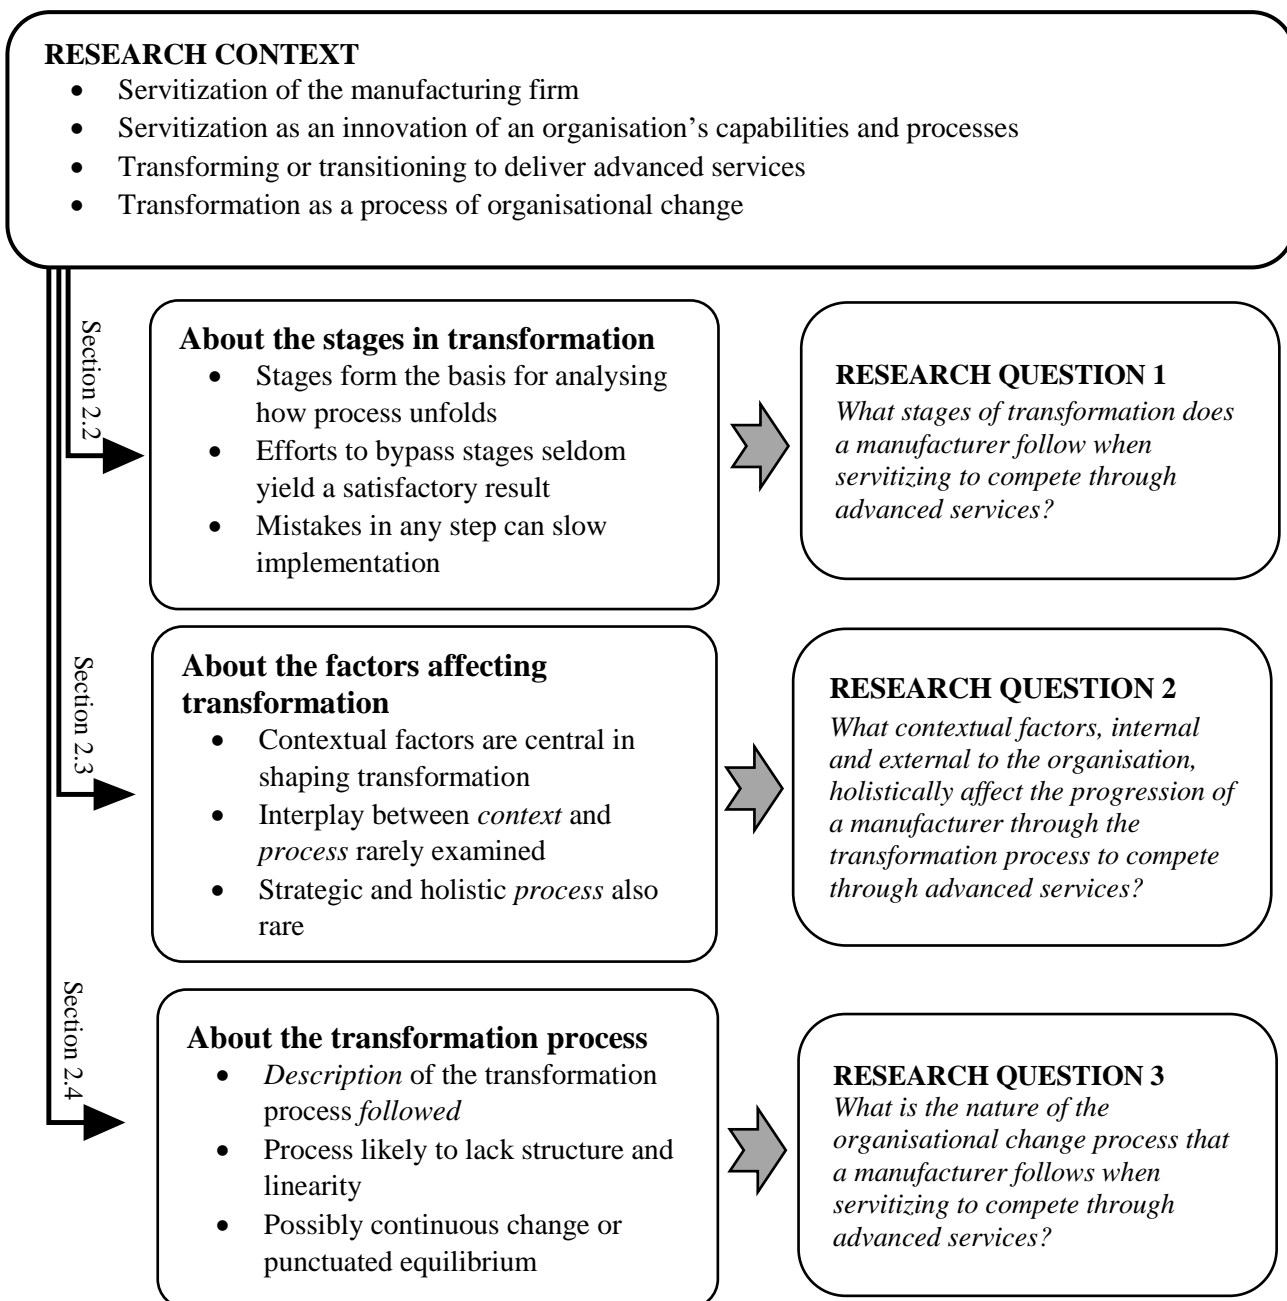 RESEARCH CONTEXT
• Servitization of the manufacturing firm
• Servitization as an innovation of an organisation’s capabilities and processes
• Transforming or transitioning to deliver advanced services
• Transformation as a process of organisational change
Section 2.2
About the stages in transformation
• Stages form the basis for analysing
how process unfolds
• Efforts to bypass stages seldom
yield a satisfactory result
• Mistakes in any step can slow
implementation
RESEARCH QUESTION 1
What stages of transformation does
a manufacturer follow when
servitizing to compete through
advanced services?
Section 2.3
About the factors affecting
transformation
• Contextual factors are central in
shaping transformation
• Interplay between context and
process rarely examined
• Strategic and holistic process also
rare
RESEARCH QUESTION 2
What contextual factors, internal
and external to the organisation,
holistically affect the progression of
a manufacturer through the
transformation process to compete
through advanced services?
Section 2.4
About the transformation process
• Description of the transformation
process followed
• Process likely to lack structure and
linearity
• Possibly continuous change or
punctuated equilibrium
RESEARCH QUESTION 3
What is the nature of the
organisational change process that
a manufacturer follows when
servitizing to compete through
advanced services?